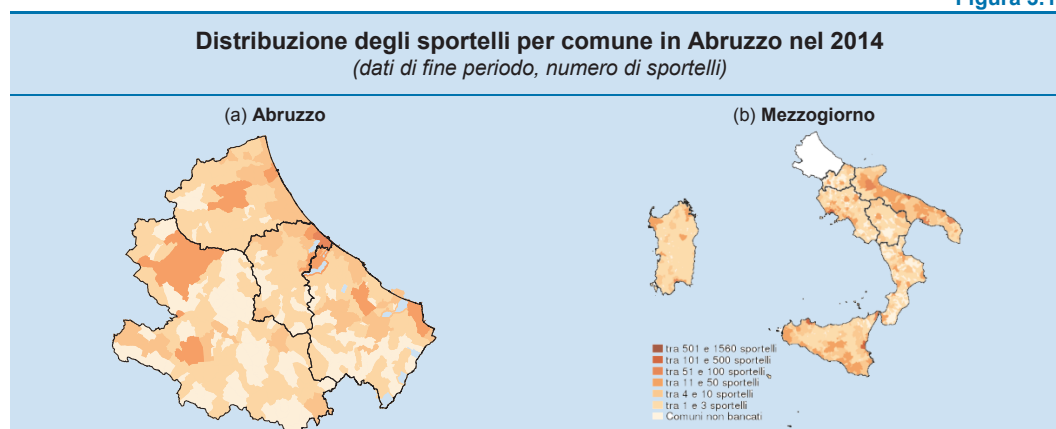 Figura 3.1
Distribuzione degli sportelli per comune in Abruzzo nel 2014
(dati di fine periodo, numero di sportelli)
(a) Abruzzo
(b) Mezzogiorno
tra 501 e 1560 sportelli
tra 101 e 500 sportelli
tra 51 e 100 sportelli
tra 11 e 50 sportelli
tra 4 e 10 sportelli
tra 1 e 3 sportelli
Comuni non bancati